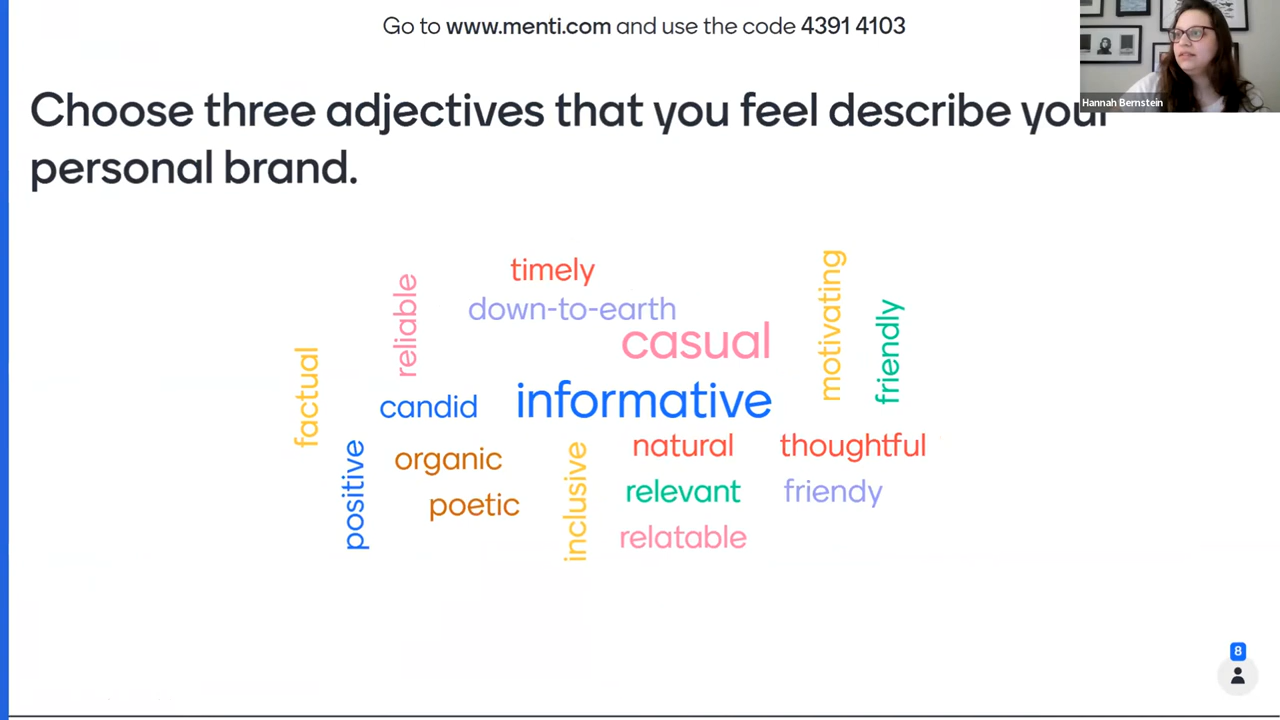 Go to www.menti.com and use the code 4391 4103
Hannah Bernstein
Choose three adjectives that you feel describe your
personal brand.
timely
reliable
down-to-earth
motivating
casual
friendly
factual
candid
informative
positive
organic
inclusive
natural
thoughtful
poetic
relevant
friendy
relatable
8